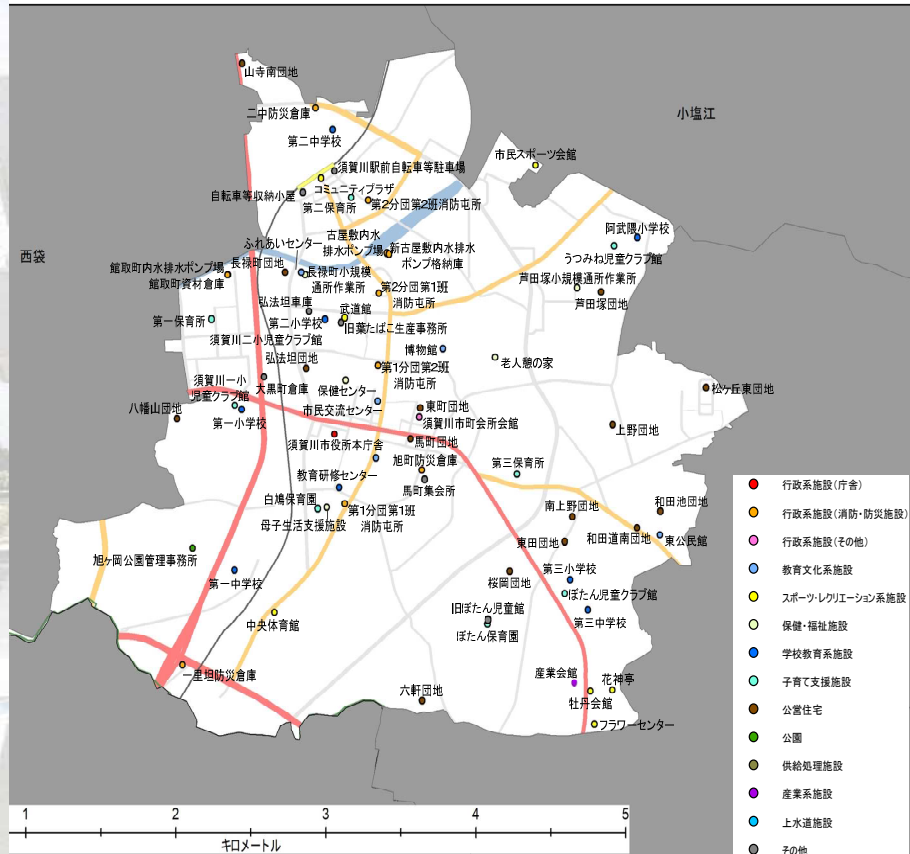 山寺南団地
二中防災倉庫
第二中学校
小塩江
市民スポーツ会館
須賀川駅前自転車等駐車場
コミュニティプラザ
自転車等収納小屋
第二保育所
第2分団第2班消防屯所
阿武隈小学校
うつみね児童クラブ館
西袋
古屋敷内水
排水ポンプ場
新古屋敷内水排水
ポンプ格納庫
ふれあいセンター
長禄町団地
長禄町小規模
通所作業所
館取町内水排水ポンプ場
館取町資材倉庫
芦田塚小規模通所作業所
芦田塚団地
第2分団第1班
消防屯所
弘法坦車庫
武道館
第一保育所
第二小学校
旧葉たばこ生産事務所
須賀川二小児童クラブ館
博物館
老人憩の家
弘法坦団地
第1分団第2班
消防屯所
須賀川一小
児童クラブ館
大黒町倉庫
保健センター
松ヶ丘東団地
八幡山団地
第一小学校
市民交流センター
東町団地
須賀川市町会所会館
上野団地
須賀川市役所本庁舎
馬町団地
旭町防災倉庫
馬町集会所
第三保育所
教育研修センター
白鳩保育園
母子生活支援施設
第1分団第1班
消防屯所
南上野団地
和田池団地
和田道南団地
東公民館
東田団地
旭ヶ岡公園管理事務所
第一中学校
桜岡団地
第三小学校
ぼたん児童クラブ館
第三中学校
旧ぼたん児童館
ぼたん保育園
中央体育館
一里坦防災倉庫
六軒団地
産業会館
花神亭
牡丹会館
フラワーセンター
行政系施設(庁舎)
行政系施設(消防・防災施設)
行政系施設(その他)
教育文化系施設
スポーツ・レクリエーション系施設
保健・福祉施設
学校教育系施設
子育て支援施設
公営住宅
公園
供給処理施設
産業系施設
上水道施設
その他
1 2 3 4 5
キロメートル